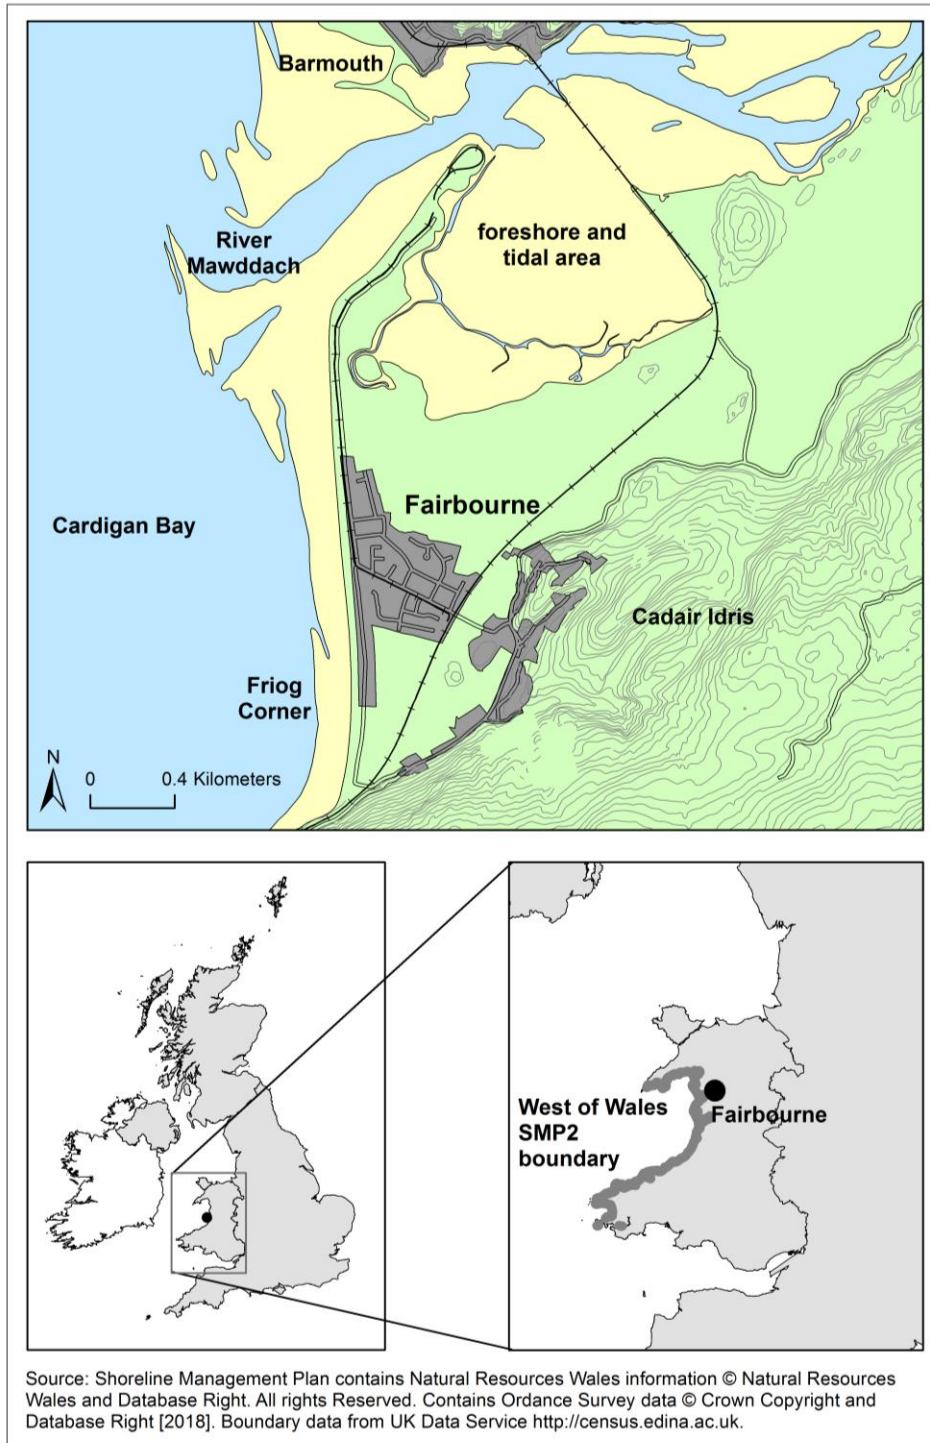 Barmouth
River
Mawddach
foreshore and
tidal area
Fairbourne
Cardigan Bay
Cadair Idris
Friog
Corner
N
0 0.4 Kilometers
West of Wales
SMP2
boundary
Fairbourne
Source: Shoreline Management Plan contains Natural Resources Wales information © Natural Resources
Wales and Database Right. All rights Reserved. Contains Ordance Survey data © Crown Copyright and
Database Right [2018]. Boundary data from UK Data Service http://census.edina.ac.uk.